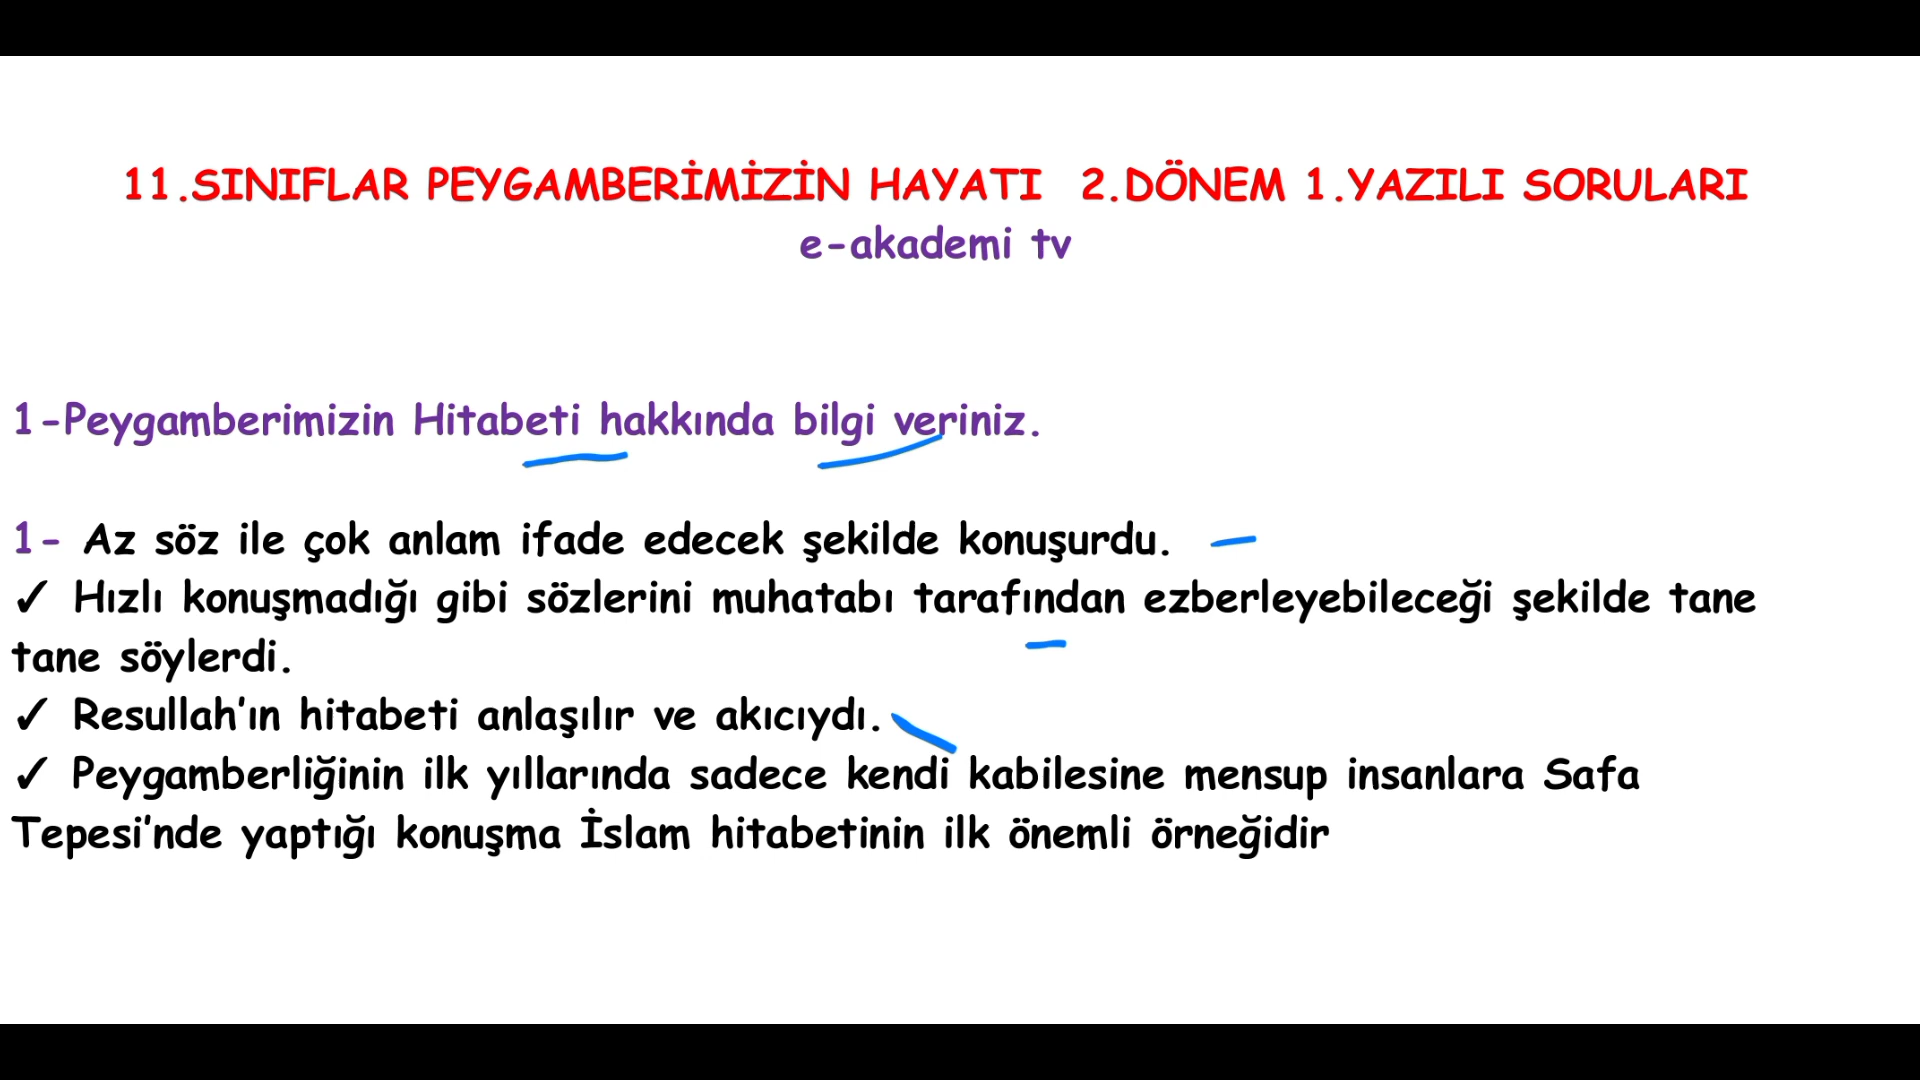 11.SINIFLAR PEYGAMBERİMİZİN HAYATI 2.DÖNEM 1.YAZILI SORULARI
e-akademi tv
1-Peygamberimizin Hitabeti hakkında bilgi veriniz.
1- Az söz ile çok anlam ifade edecek şekilde konuşurdu.
✓ Hızlı konuşmadığı gibi sözlerini muhatabı tarafından ezberleyebileceği şekilde tane
tane söylerdi.
✓ Resullah'ın hitabeti anlaşılır ve akıcıydı.
✓ Peygamberliğinin ilk yıllarında sadece kendi kabilesine mensup insanlara Safa
Tepesi'nde yaptığı konuşma İslam hitabetinin ilk önemli örneğidir